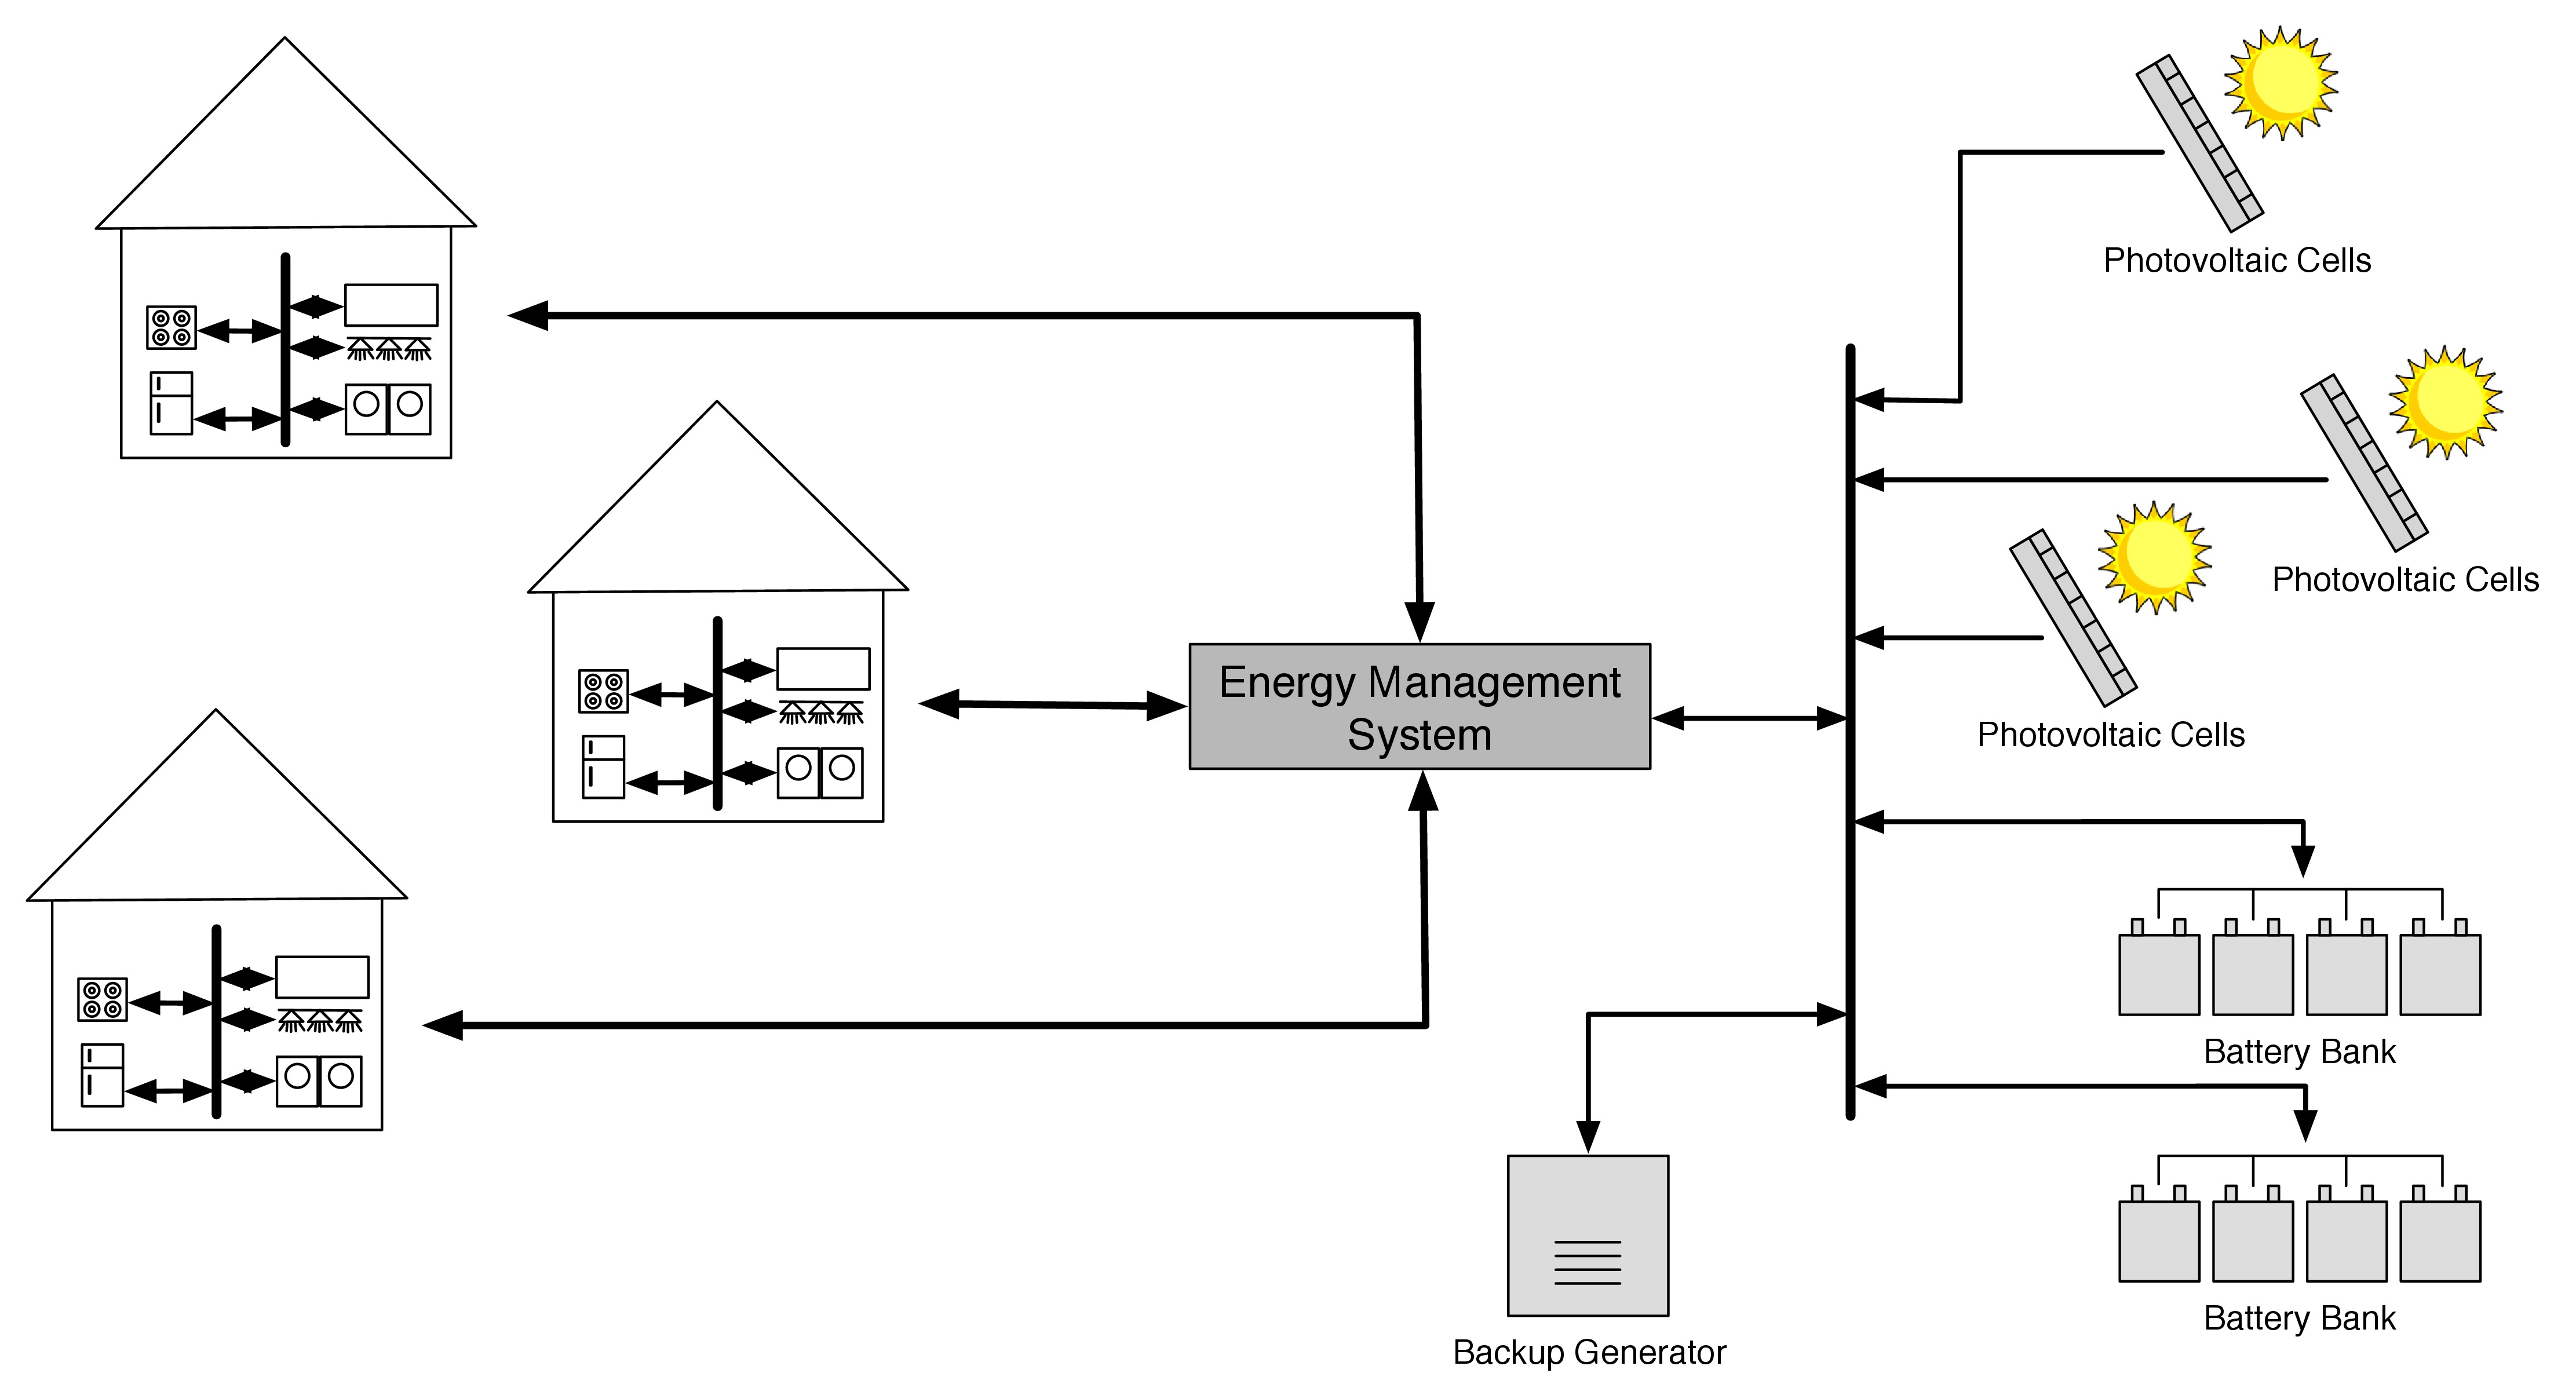 Photovoltaic Cells
Photovoltaic Cells
Energy Management
System
Photovoltaic Cells
Battery Bank
Battery Bank
Backup Generator